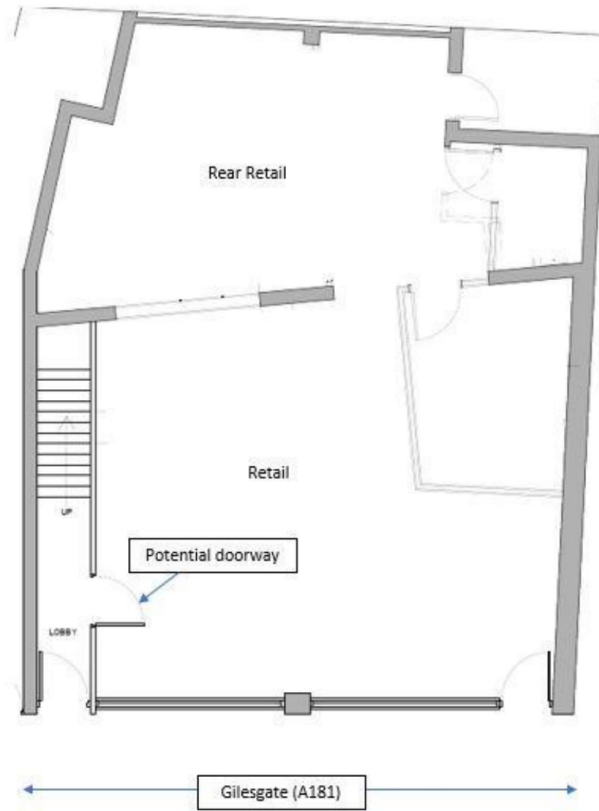 Rear Retail
Retail
UP
Potential doorway
LOBBY
Gilesgate (A181)